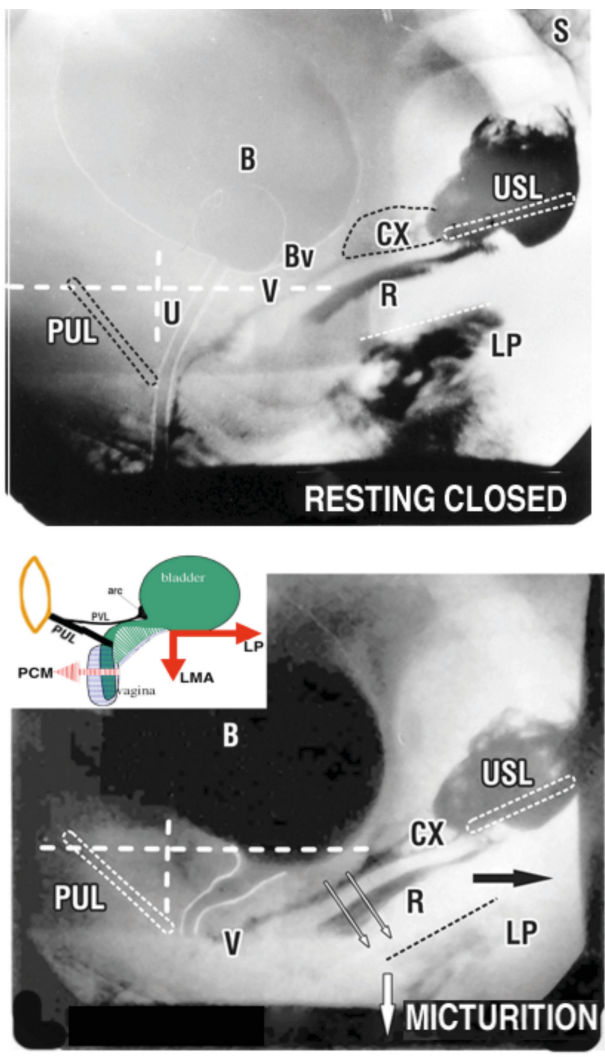 S
B
USL
CX
Bv
V
R
U
PUL
LP
RESTING CLOSED
bladder
arc
PVL
PUL
LP
PCM
LMA
vagina
B
USL
CX
PUL
R
V
LP
MICTURITION